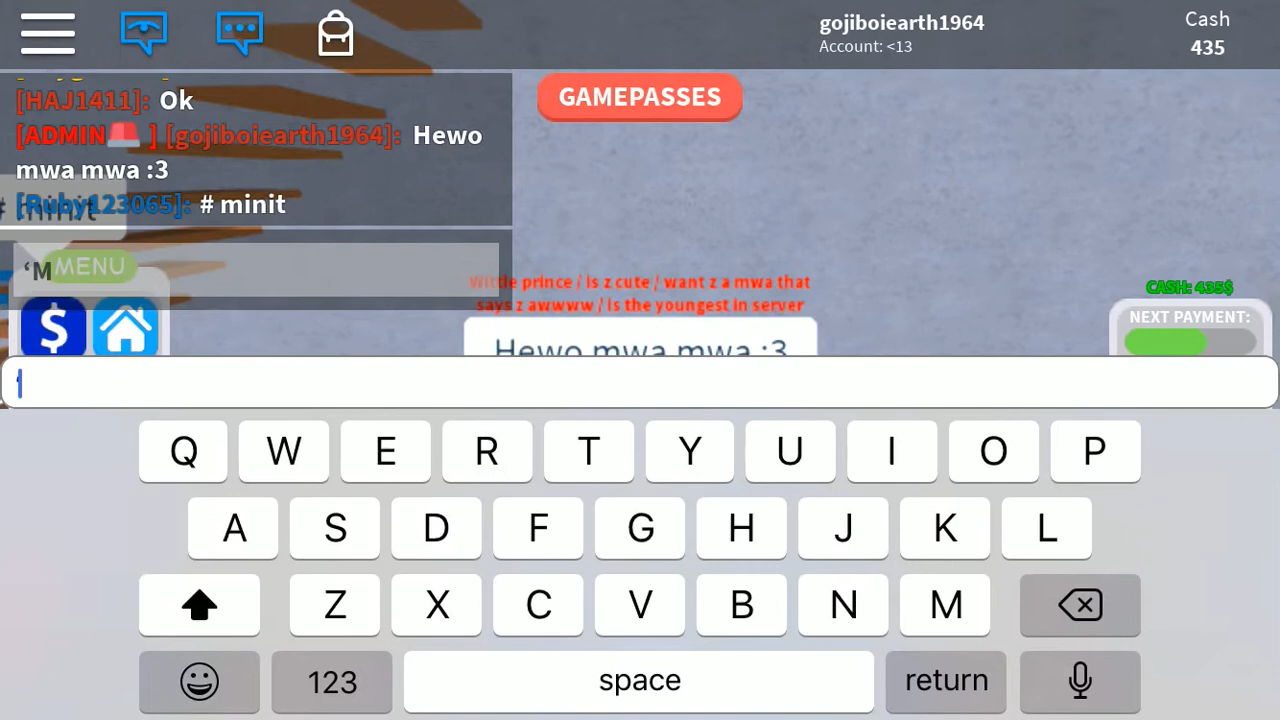 gojiboiearth1964
Account: <13
Cash
435
GAMEPASSES
[HAJ1411]: Ok
[ADMIN🚨 ] [gojiboiearth1964]: Hewo
mwa mwa :3
[Ruby123065]: # minit
# minit
‘M
MENU
Wittle prince / is z cute / want z a mwa that
says z awwww / is the youngest in server
Hewo mwa mwa :3
CASH: 435$
NEXT PAYMENT:
$
‘
Q W E R T Y U I O P
A S D F G H J K L
Z X C V B N M
123 space return